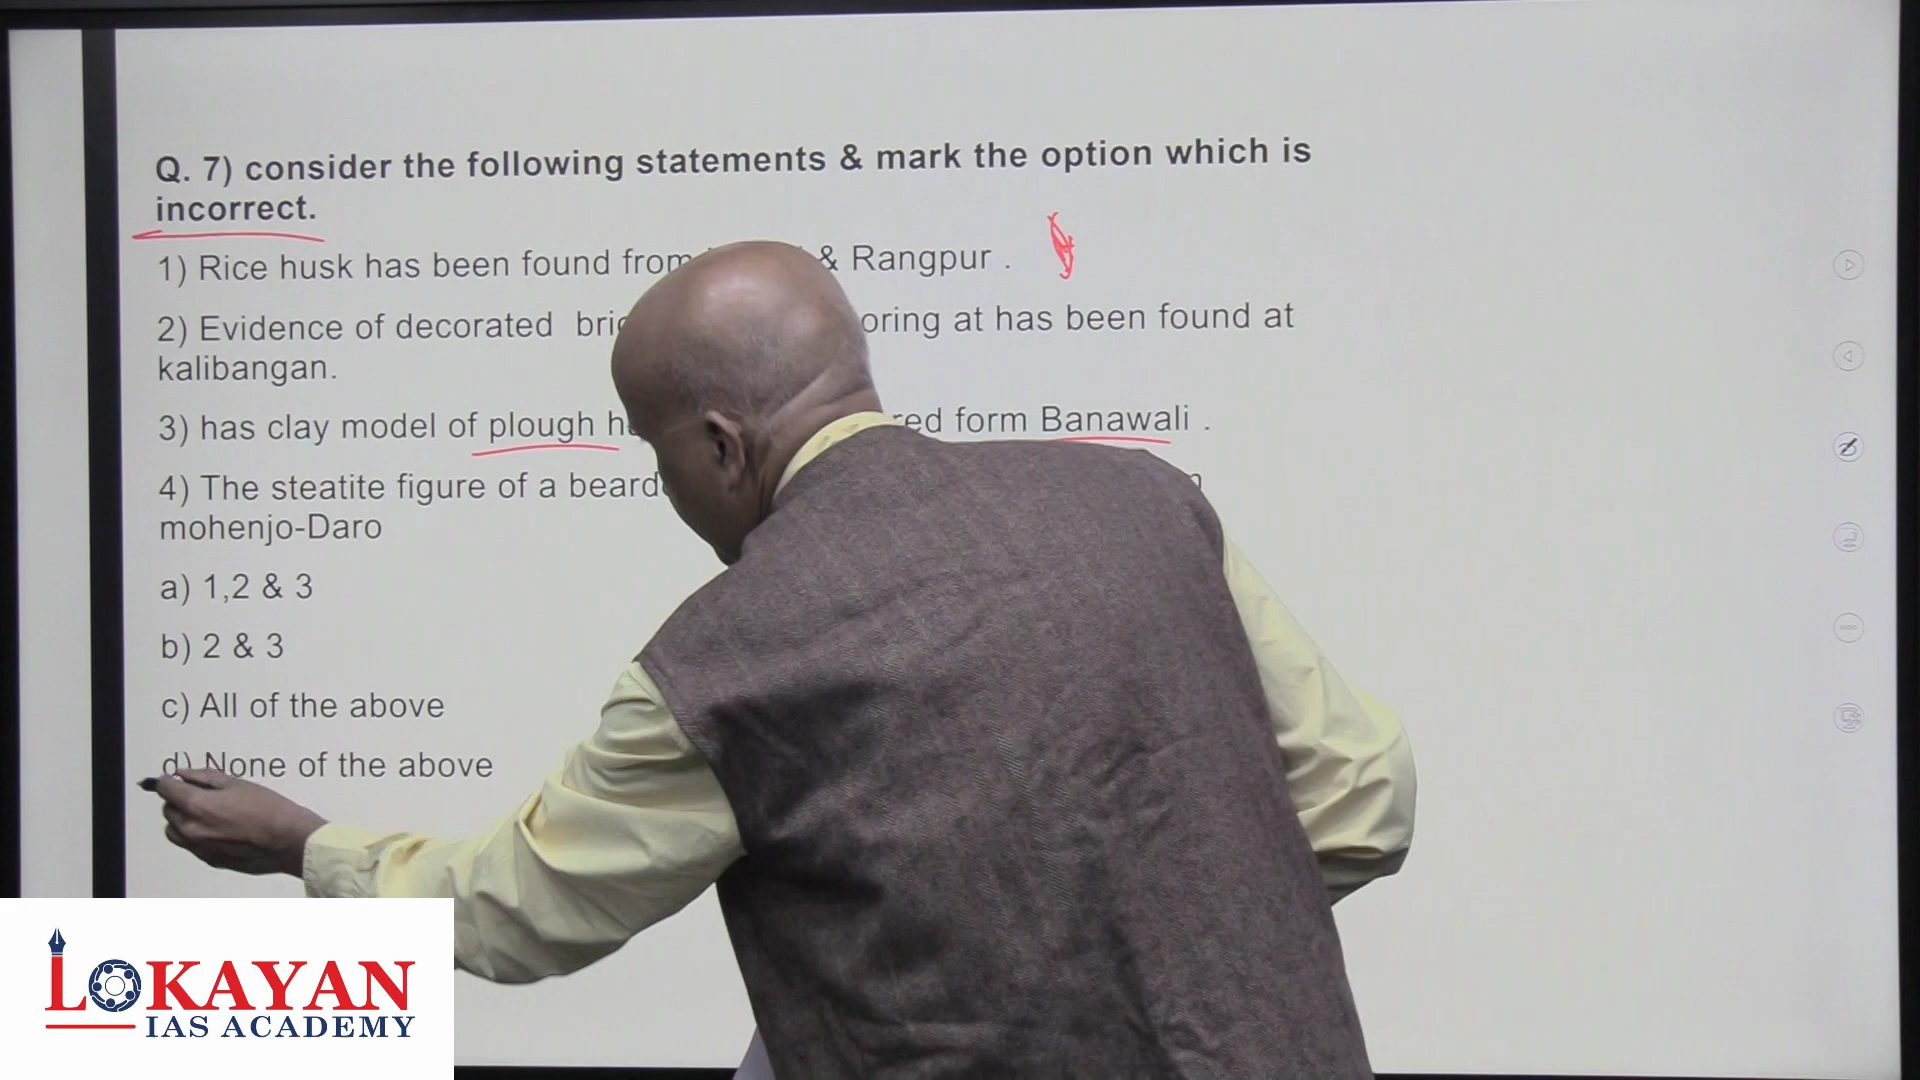 Q. 7) consider the following statements & mark the option which is
incorrect.
1) Rice husk has been found from & Rangpur .
2) Evidence of decorated at has been found at
kalibangan.
3) has clay model of plough form Banawali .
4) The steatite figure of a
mohenjo-Daro
a) 1,2 & 3
b) 2 & 3
c) All of the above
d) None of the above
LOKAYAN
IAS ACADEMY